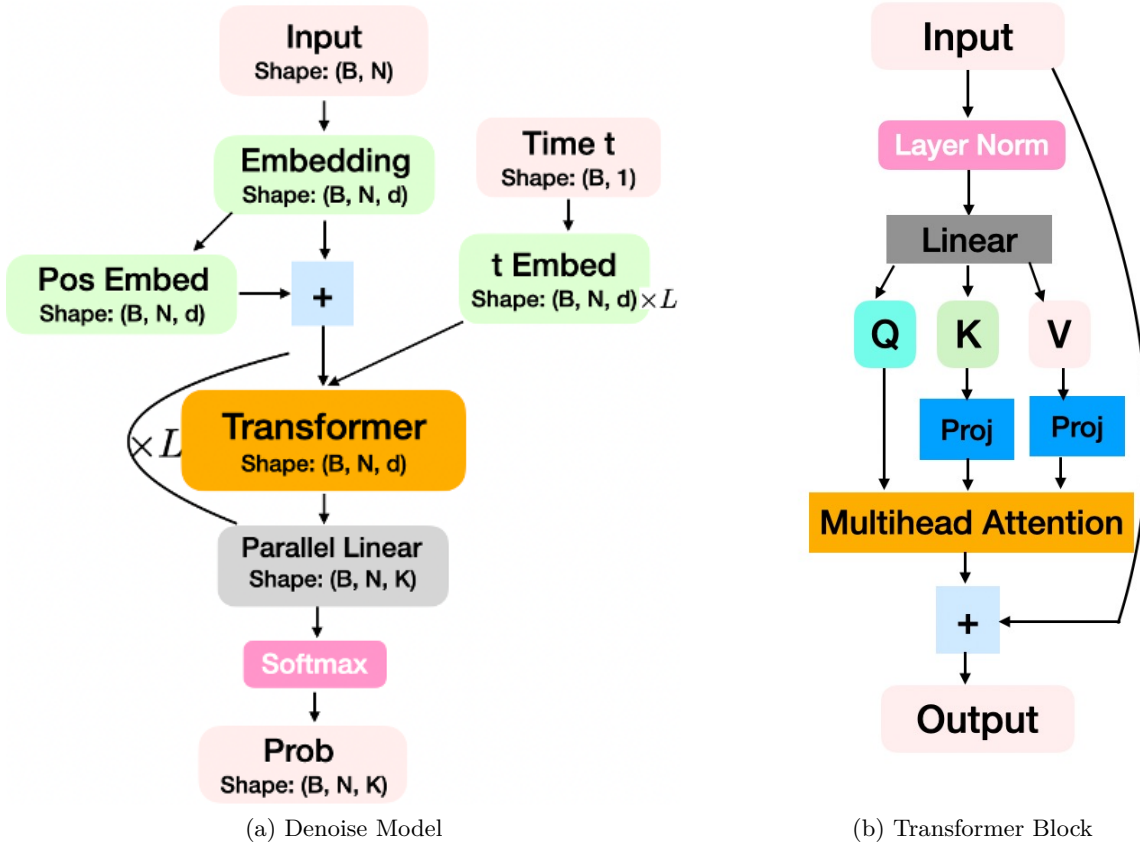 Input
Shape: (B, N)
Embedding
Shape: (B, N, d)
Time t
Shape: (B, 1)
Pos Embed
Shape: (B, N, d)
+
t Embed
Shape: (B, N, d) ×L
×L
Transformer
Shape: (B, N, d)
Parallel Linear
Shape: (B, N, K)
Softmax
Prob
Shape: (B, N, K)
(a) Denoise Model
Input
Layer Norm
Linear
Q
K
V
Proj
Proj
Multihead Attention
+
Output
(b) Transformer Block